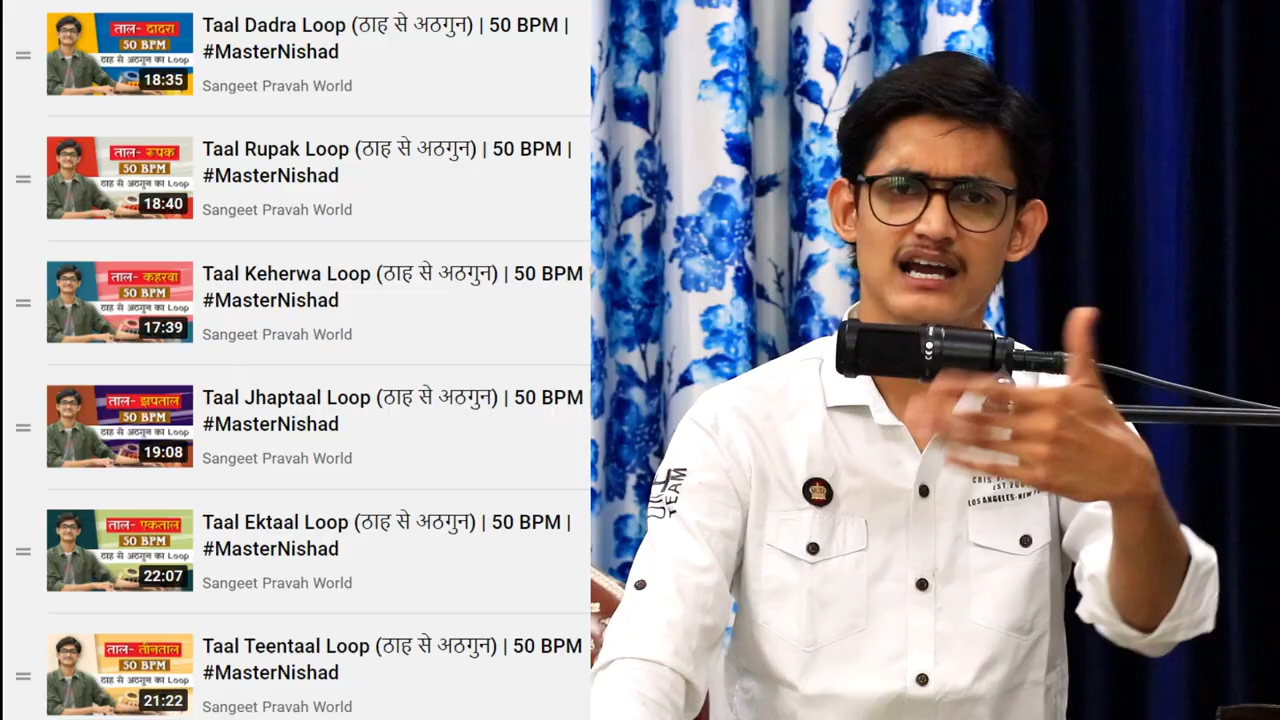 ताल- दादरा
50 BPM
ठाह से अठगुन का Loop
18:35
Taal Dadra Loop (ठाह से अठगुन) | 50 BPM |
#MasterNishad
Sangeet Pravah World
ताल- रूपक
50 BPM
ठाह से अठगुन का Loop
18:40
Taal Rupak Loop (ठाह से अठगुन) | 50 BPM |
#MasterNishad
Sangeet Pravah World
ताल- कहरवा
50 BPM
ठाह से अठगुन का Loop
17:39
Taal Keherwa Loop (ठाह से अठगुन) | 50 BPM
#MasterNishad
Sangeet Pravah World
ताल- झपताल
50 BPM
ठाह से अठगुन का Loop
19:08
Taal Jhaptaal Loop (ठाह से अठगुन) | 50 BPM
#MasterNishad
Sangeet Pravah World
ताल- एकताल
50 BPM
ठाह से अठगुन का Loop
22:07
Taal Ektaal Loop (ठाह से अठगुन) | 50 BPM |
#MasterNishad
Sangeet Pravah World
ताल- तीनताल
50 BPM
ठाह से अठगुन का Loop
21:22
Taal Teentaal Loop (ठाह से अठगुन) | 50 BPM
#MasterNishad
Sangeet Pravah World
CE
TEAM
LOS ANGELES